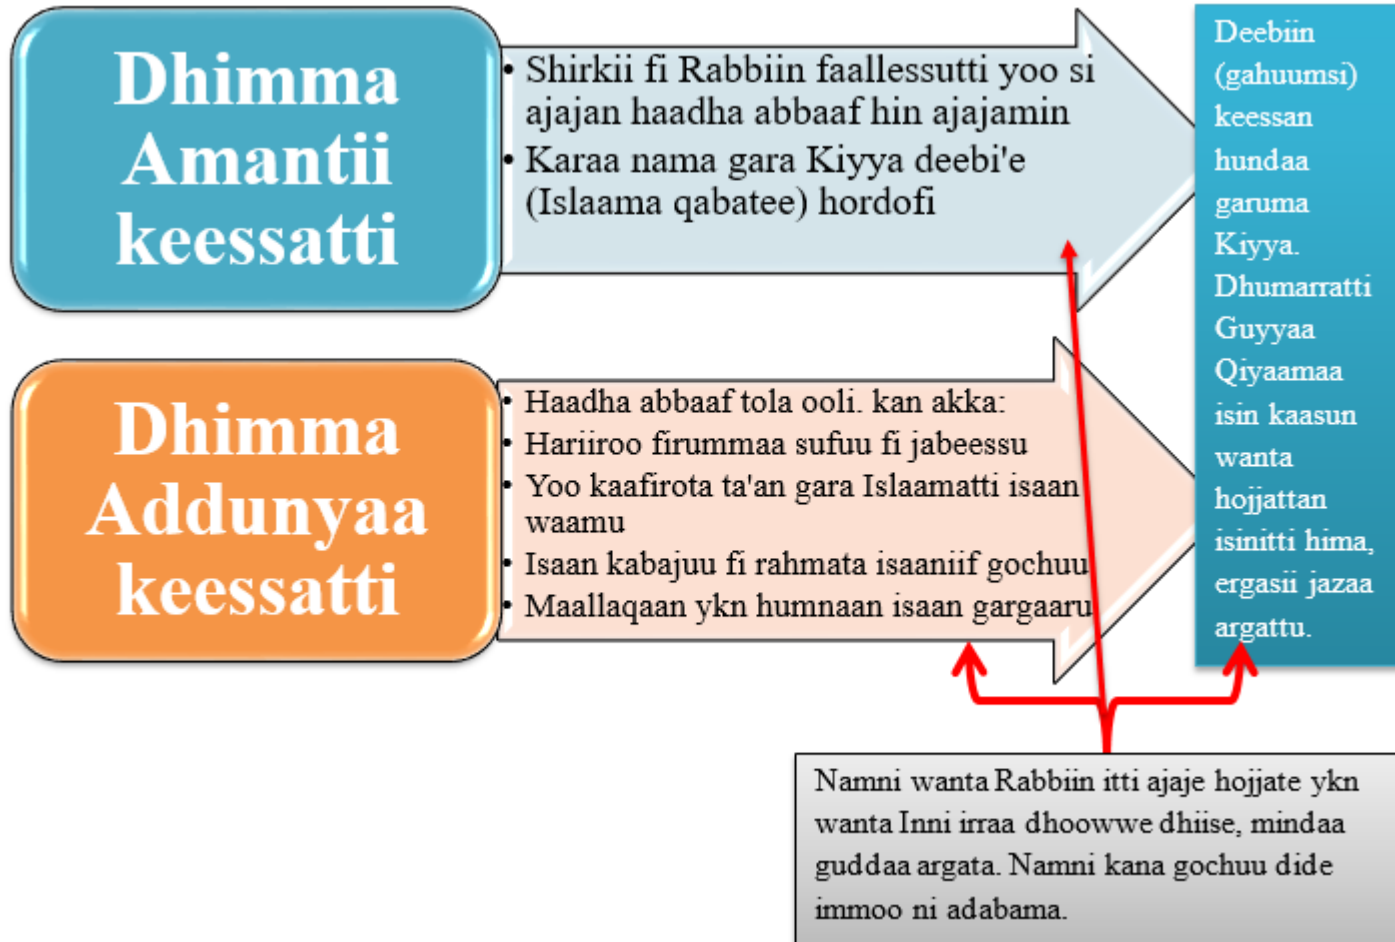 Dhimma
Amantii
keessatti
• Shirkii fi Rabbiin faallessutti yoo si
ajajan haadha abbaaf hin ajajamin
• Karaa nama gara Kiyya deebi'e
(Islaama qabatee) hordofi
Dhimma
Addunyaa
keessatti
• Haadha abbaaf tola ooli. kan akka:
• Hariiroo firummaa sufuu fi jabeessu
• Yoo kaafirota ta'an gara Islaamatti isaan
waamu
• Isaan kabajuu fi rahmata isaaniif gochuu
• Maallaqaan ykn humnaan isaan gargaaru
Deebiin
(gahuumsi)
keessan
hundaa
garuma
Kiyya.
Dhumarratti
Guyyaa
Qiyaamaa
isin kaasun
wanta
hojjattan
isinitti hima,
ergasii jazaa
argattu.
Namni wanta Rabbiin itti ajaje hojjate ykn
wanta Inni irraa dhoowwe dhiise, mindaa
guddaa argata. Namni kana gochuu dide
immoo ni adabama.